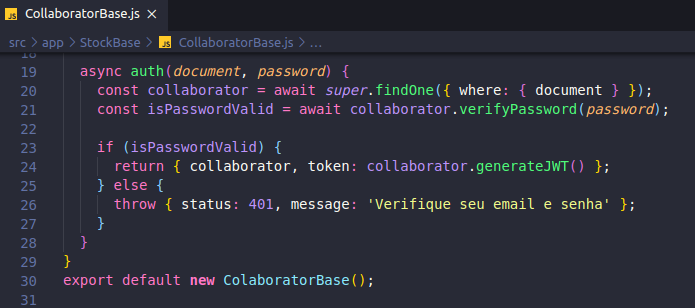 JS CollaboratorBase.js ×
src > app > StockBase > JS CollaboratorBase.js > ...
19 async auth(document, password) {
20 const collaborator = await super.findOne({ where: { document } });
21 const isPasswordValid = await collaborator.verifyPassword(password);
22
23 if (isPasswordValid) {
24 return { collaborator, token: collaborator.generateJWT() };
25 } else {
26 throw { status: 401, message: 'Verifique seu email e senha' };
27 }
28 }
29 }
30 export default new ColaboratorBase();
31